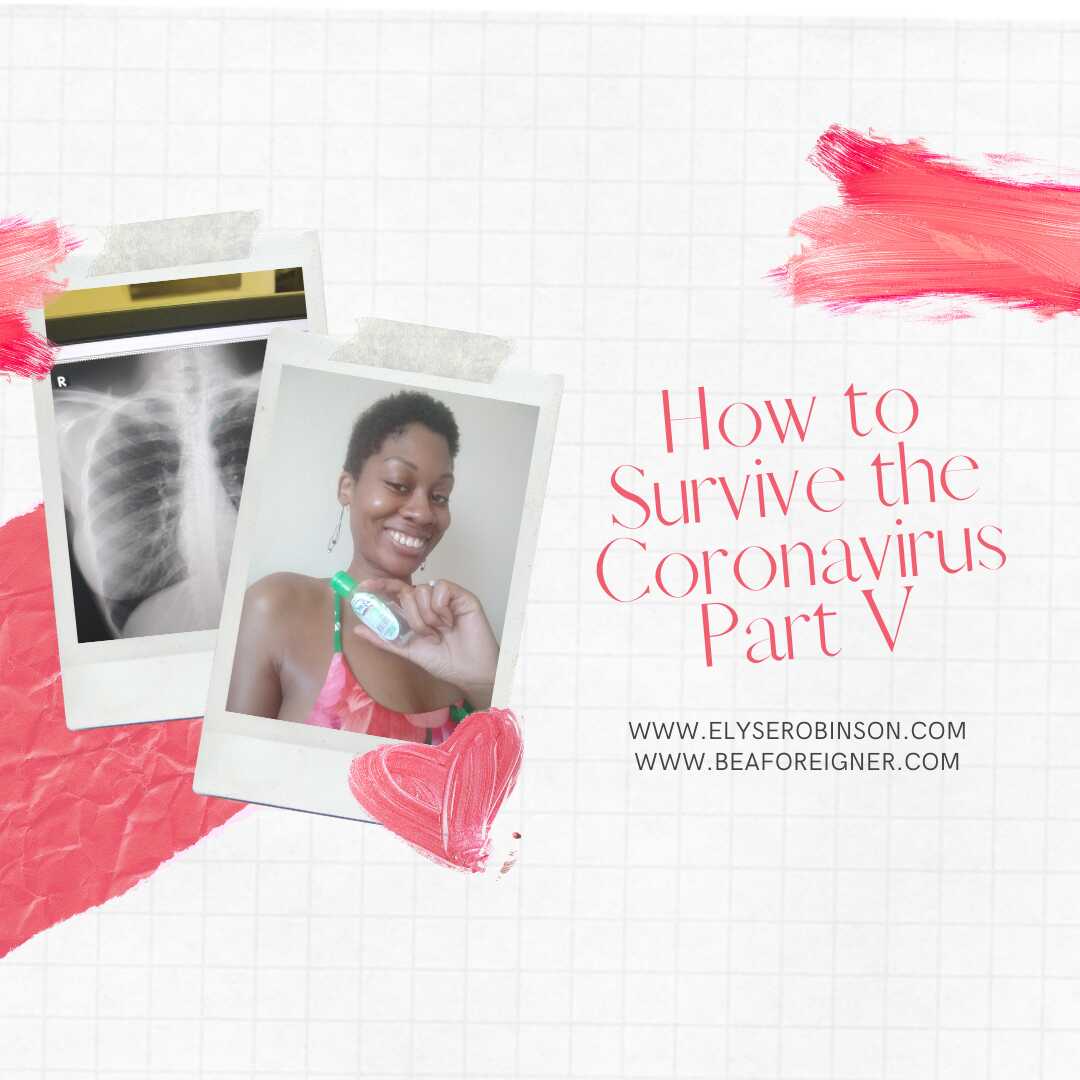 R
How to
Survive the
Coronavirus
Part V
WWW.ELYSEROBINSON.COM
WWW.BEAFOREIGNER.COM